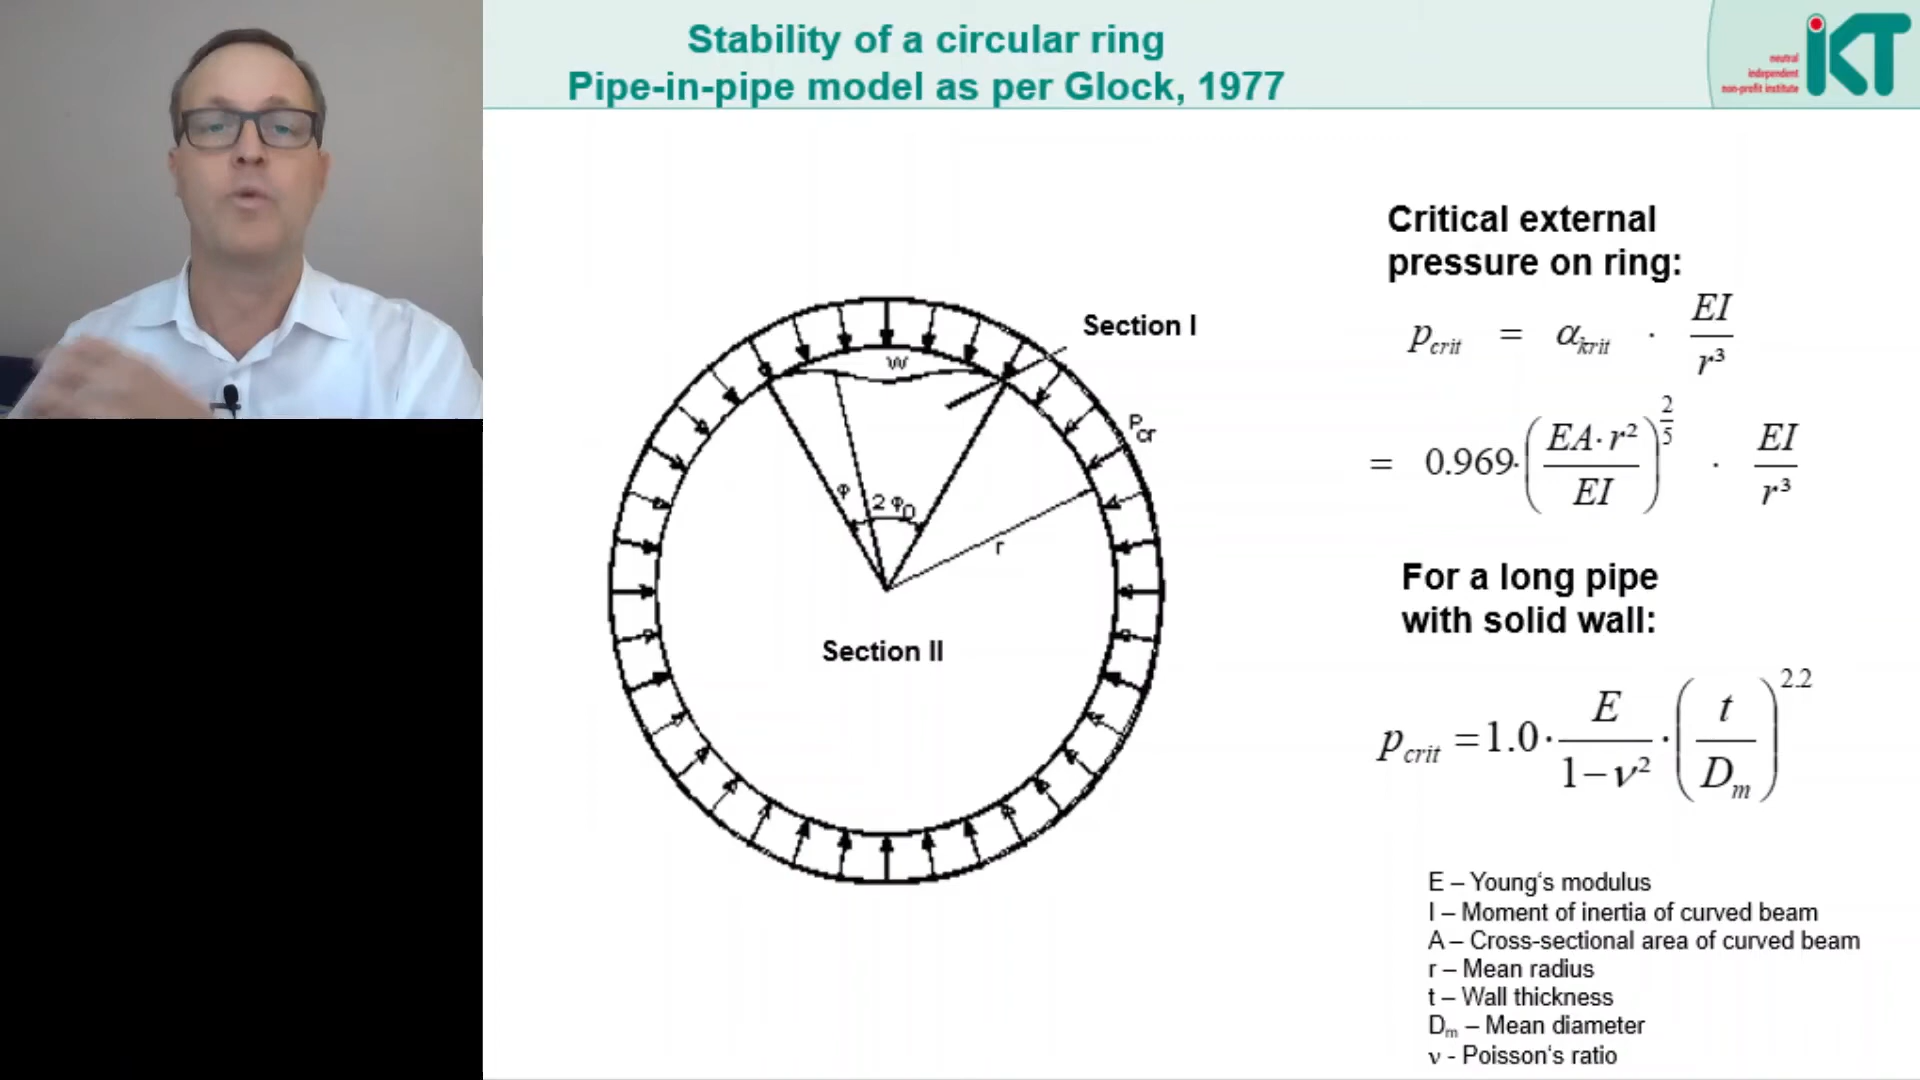 Stability of a circular ring
Pipe-in-pipe model as per Glock, 1977
neutral
independent
non-profit institute
iKT
Critical external
pressure on ring:
p_crit = α_krit · EI / r³
= 0.969 · (EA · r² / EI)^(2/5) · EI / r³
For a long pipe
with solid wall:
p_crit = 1.0 · E / (1 − ν²) · (t / D_m)^2.2
Section I
w
P_cr
φ
2 φ_0
r
Section II
E – Young‘s modulus
I – Moment of inertia of curved beam
A – Cross-sectional area of curved beam
r – Mean radius
t – Wall thickness
D_m – Mean diameter
ν - Poisson‘s ratio